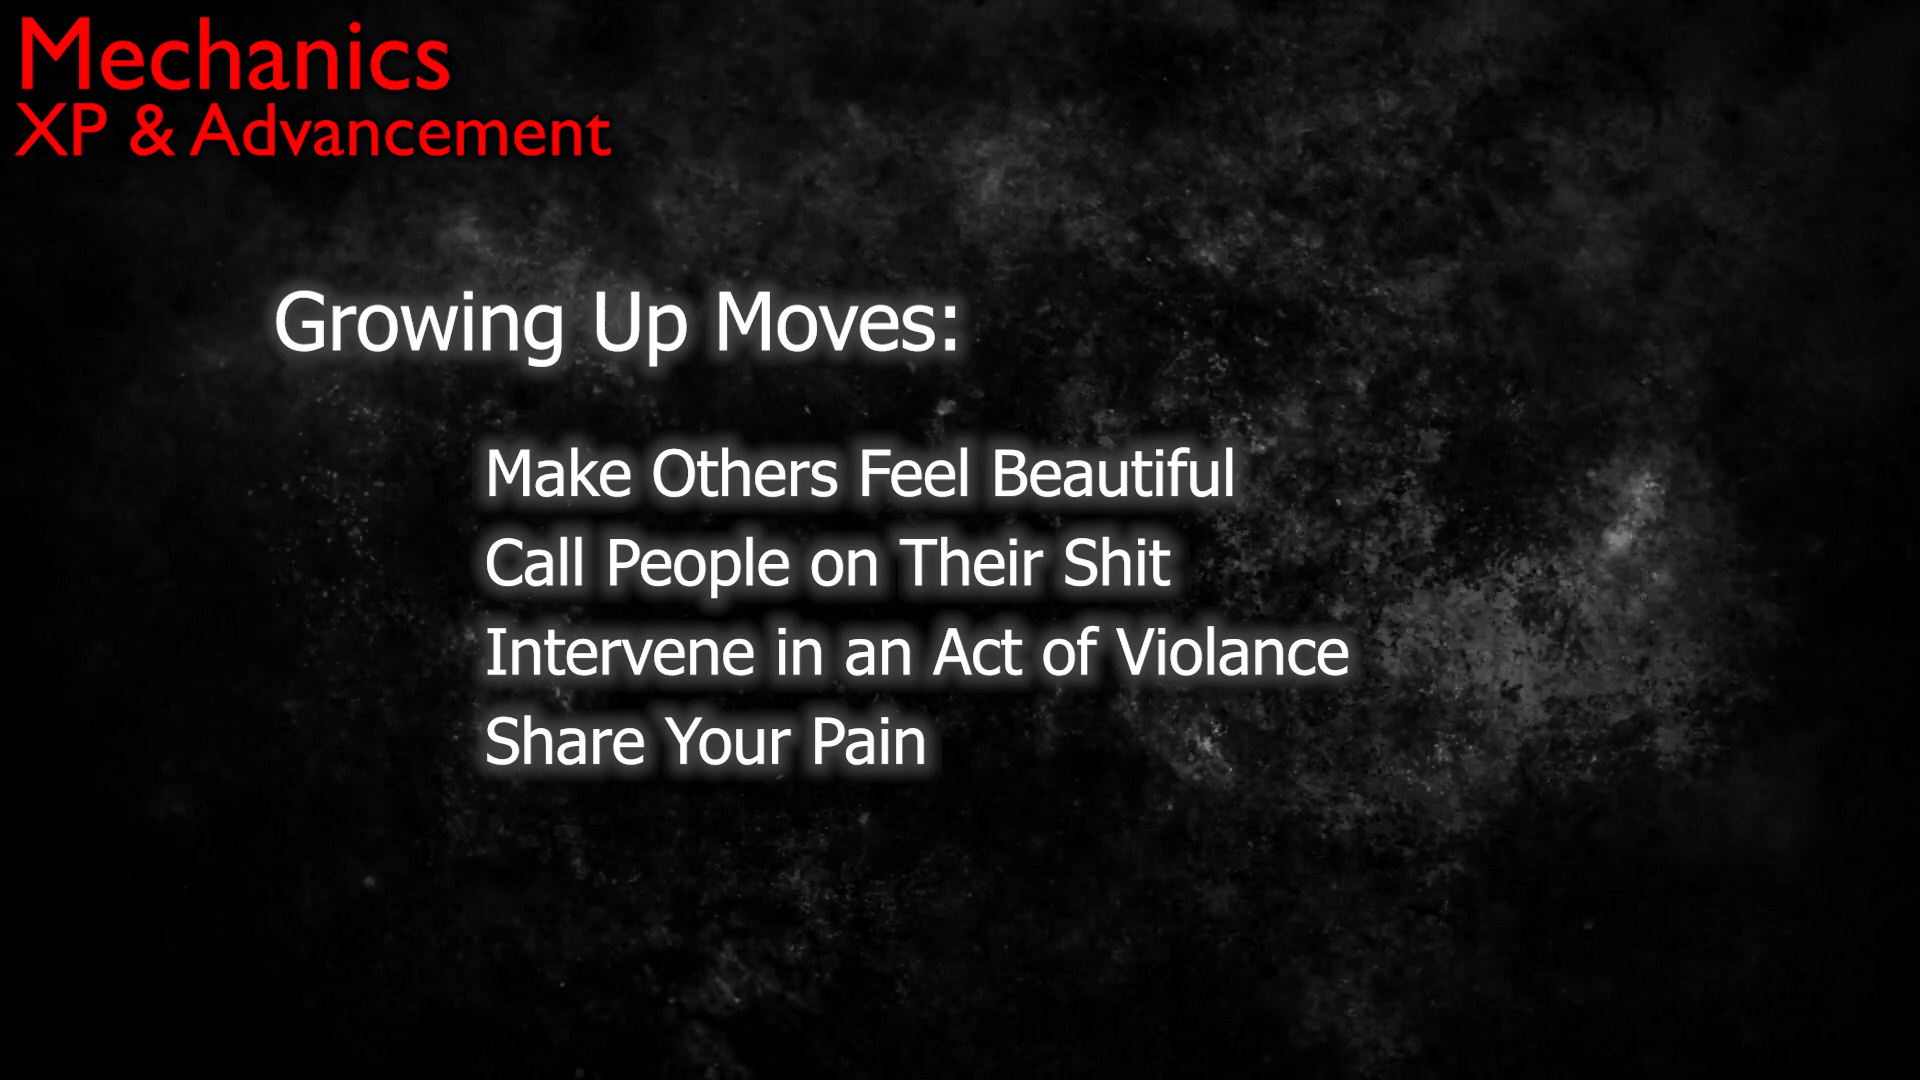 Mechanics
XP & Advancement
Growing Up Moves:
Make Others Feel Beautiful
Call People on Their Shit
Intervene in an Act of Violance
Share Your Pain